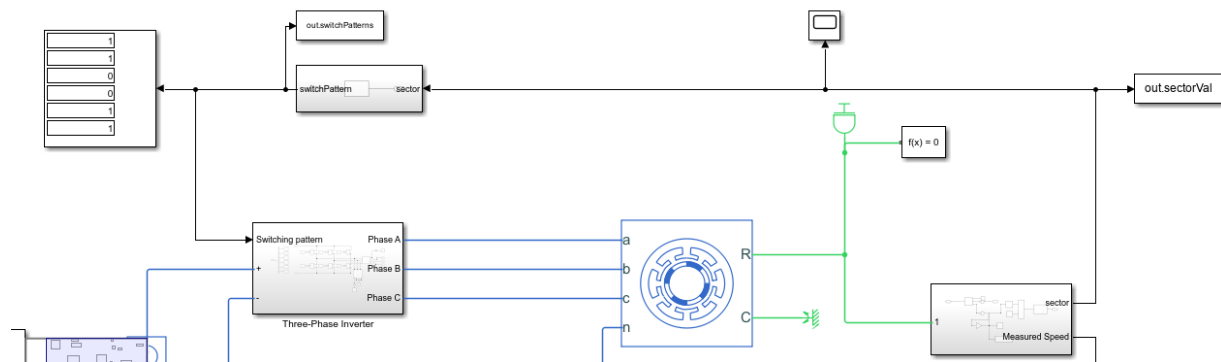 out.switchPatterns
1
1
0
0
1
1
switchPattern
sector
out.sectorVal
f(x) = 0
Switching pattern
Phase A
+
Phase B
-
Phase C
Three-Phase Inverter
a
b
c
n
R
C
1
sector
Measured Speed